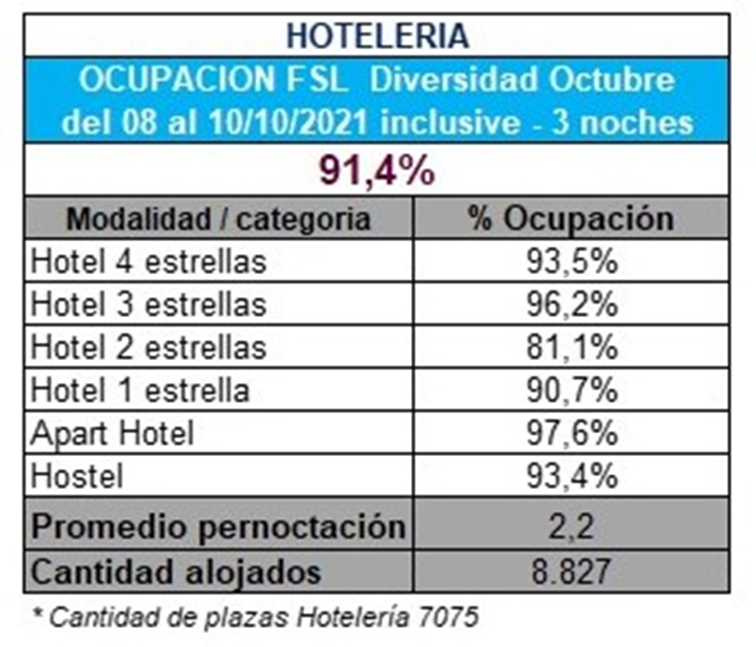 HOTELERIA
OCUPACION FSL Diversidad Octubre
del 08 al 10/10/2021 inclusive - 3 noches
91,4%
Modalidad / categoria % Ocupación
Hotel 4 estrellas 93,5%
Hotel 3 estrellas 96,2%
Hotel 2 estrellas 81,1%
Hotel 1 estrella 90,7%
Apart Hotel 97,6%
Hostel 93,4%
Promedio pernoctación 2,2
Cantidad alojados 8.827
* Cantidad de plazas Hotelería 7075